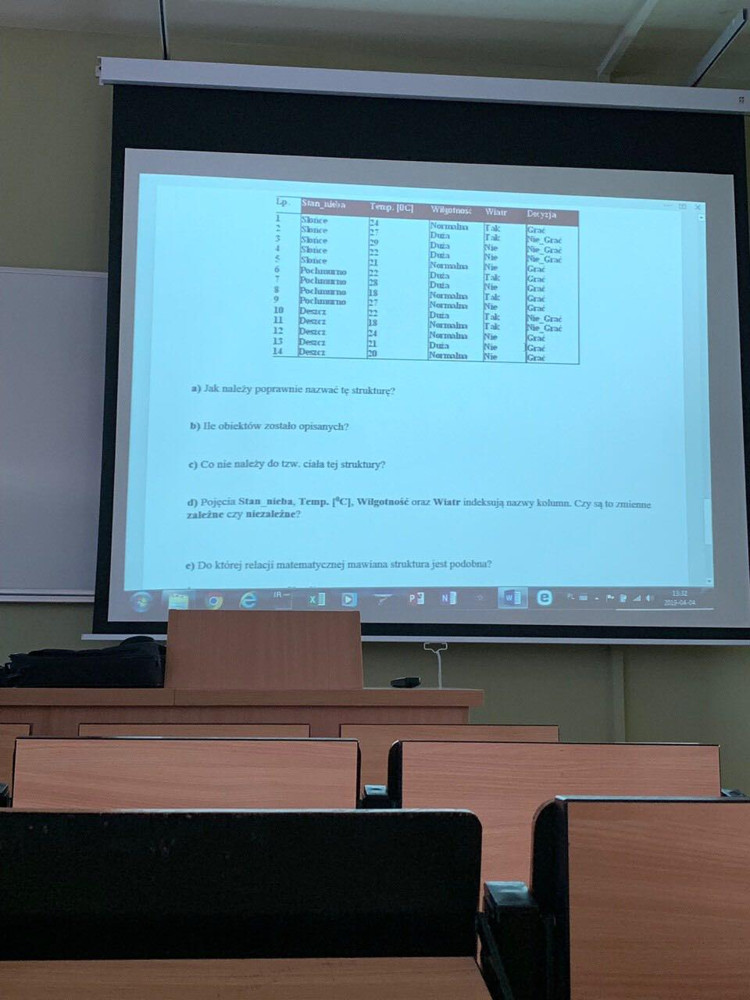 Lp. Stan_nieba Temp. [0C] Wilgotność Wiatr Decyzja
1 Słońce 24 Normalna Tak Grać
2 Słońce 27 Duża Tak Nie_Grać
3 Słońce 29 Duża Nie Nie_Grać
4 Słońce 22 Duża Nie Nie_Grać
5 Słońce 21 Normalna Nie Grać
6 Pochmurno 22 Duża Tak Grać
7 Pochmurno 28 Duża Nie Grać
8 Pochmurno 18 Normalna Tak Grać
9 Pochmurno 27 Normalna Nie Grać
10 Deszcz 22 Duża Tak Nie_Grać
11 Deszcz 18 Normalna Tak Nie_Grać
12 Deszcz 24 Normalna Nie Grać
13 Deszcz 21 Duża Nie Grać
14 Deszcz 20 Normalna Nie Grać
a) Jak należy poprawnie nazwać tę strukturę?
b) Ile obiektów zostało opisanych?
c) Co nie należy do tzw. ciała tej struktury?
d) Pojęcia Stan_nieba, Temp. [⁰C], Wilgotność oraz Wiatr indeksują nazwy kolumn. Czy są to zmienne
zależne czy niezależne?
e) Do której relacji matematycznej mawiana struktura jest podobna?
PL 13:32
2019-04-04